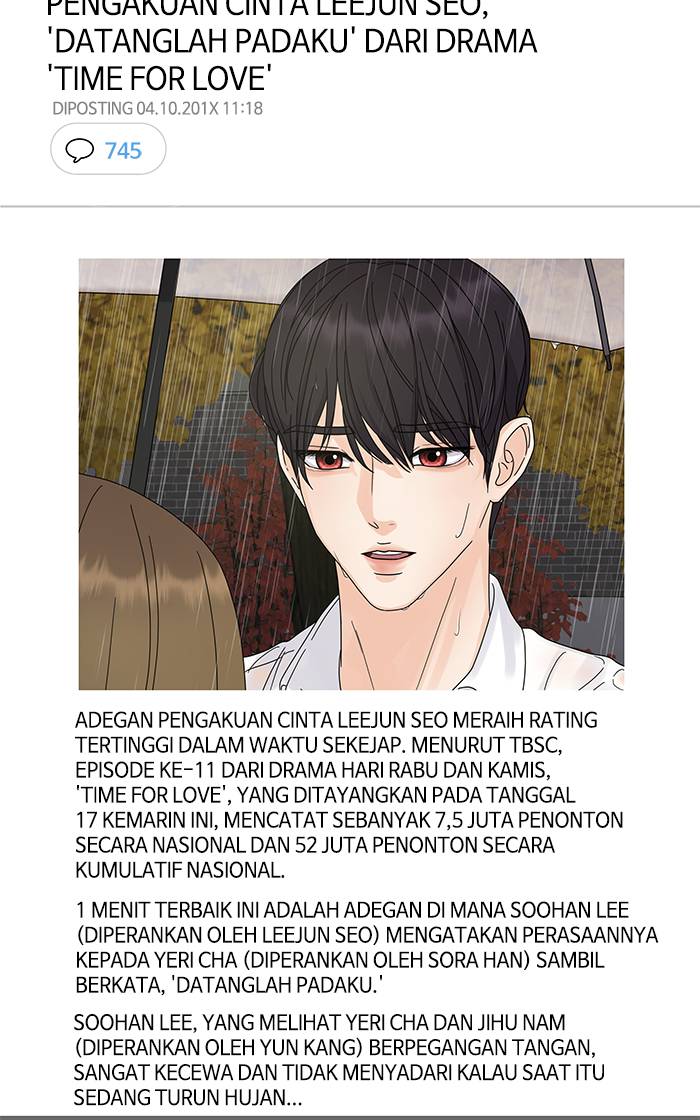 PENGAKUAN CINTA LEEJUN SEO,
'DATANGLAH PADAKU' DARI DRAMA
'TIME FOR LOVE'
DIPOSTING 04.10.201X 11:18
745
ADEGAN PENGAKUAN CINTA LEEJUN SEO MERAIH RATING
TERTINGGI DALAM WAKTU SEKEJAP. MENURUT TBSC,
EPISODE KE-11 DARI DRAMA HARI RABU DAN KAMIS,
'TIME FOR LOVE', YANG DITAYANGKAN PADA TANGGAL
17 KEMARIN INI, MENCATAT SEBANYAK 7,5 JUTA PENONTON
SECARA NASIONAL DAN 52 JUTA PENONTON SECARA
KUMULATIF NASIONAL.
1 MENIT TERBAIK INI ADALAH ADEGAN DI MANA SOOHAN LEE
(DIPERANKAN OLEH LEEJUN SEO) MENGATAKAN PERASAANNYA
KEPADA YERI CHA (DIPERANKAN OLEH SORA HAN) SAMBIL
BERKATA, 'DATANGLAH PADAKU.'
SOOHAN LEE, YANG MELIHAT YERI CHA DAN JIHU NAM
(DIPERANKAN OLEH YUN KANG) BERPEGANGAN TANGAN,
SANGAT KECEWA DAN TIDAK MENYADARI KALAU SAAT ITU
SEDANG TURUN HUJAN...